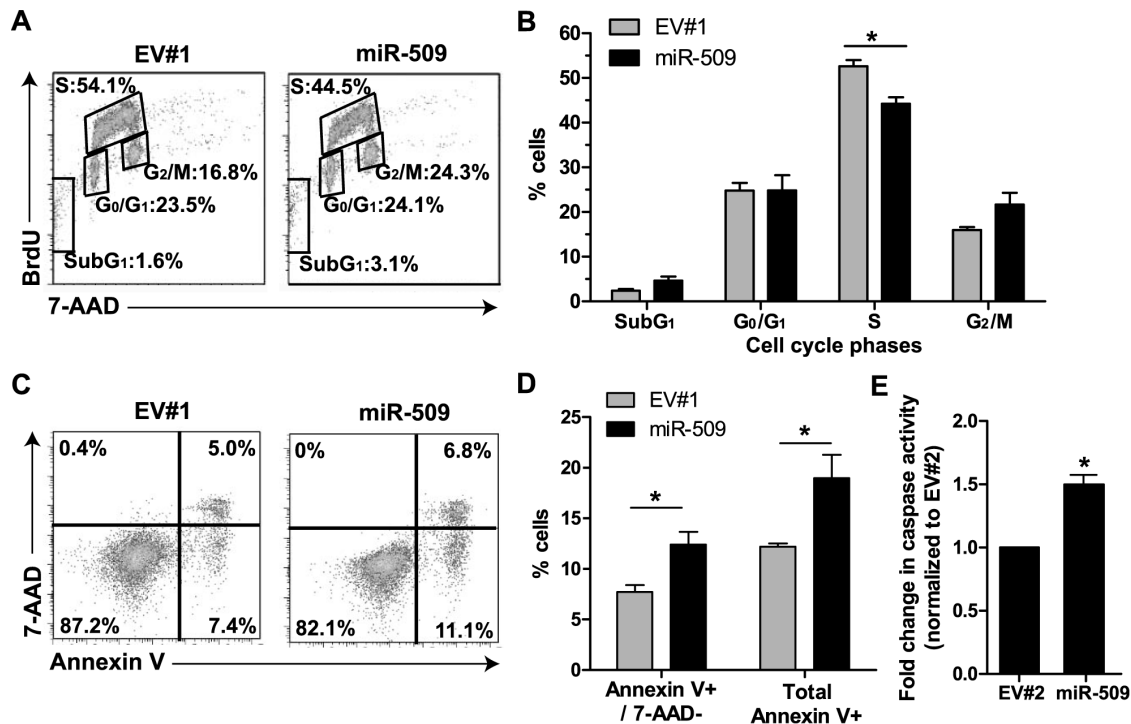 A
EV#1
miR-509
S:54.1%
S:44.5%
G2/M:16.8%
G2/M:24.3%
G0/G1:23.5%
G0/G1:24.1%
SubG1:1.6%
SubG1:3.1%
BrdU
7-AAD
B
EV#1
miR-509
*
% cells
60
50
40
30
20
10
0
SubG1
G0/G1
S
G2/M
Cell cycle phases
C
EV#1
miR-509
0.4%
5.0%
0%
6.8%
87.2%
7.4%
82.1%
11.1%
7-AAD
Annexin V
D
EV#1
miR-509
*
*
% cells
25
20
15
10
5
0
Annexin V+
/ 7-AAD-
Total
Annexin V+
E
Fold change in caspase activity
(normalized to EV#2)
2.0
1.5
1.0
0.5
0.0
*
EV#2
miR-509